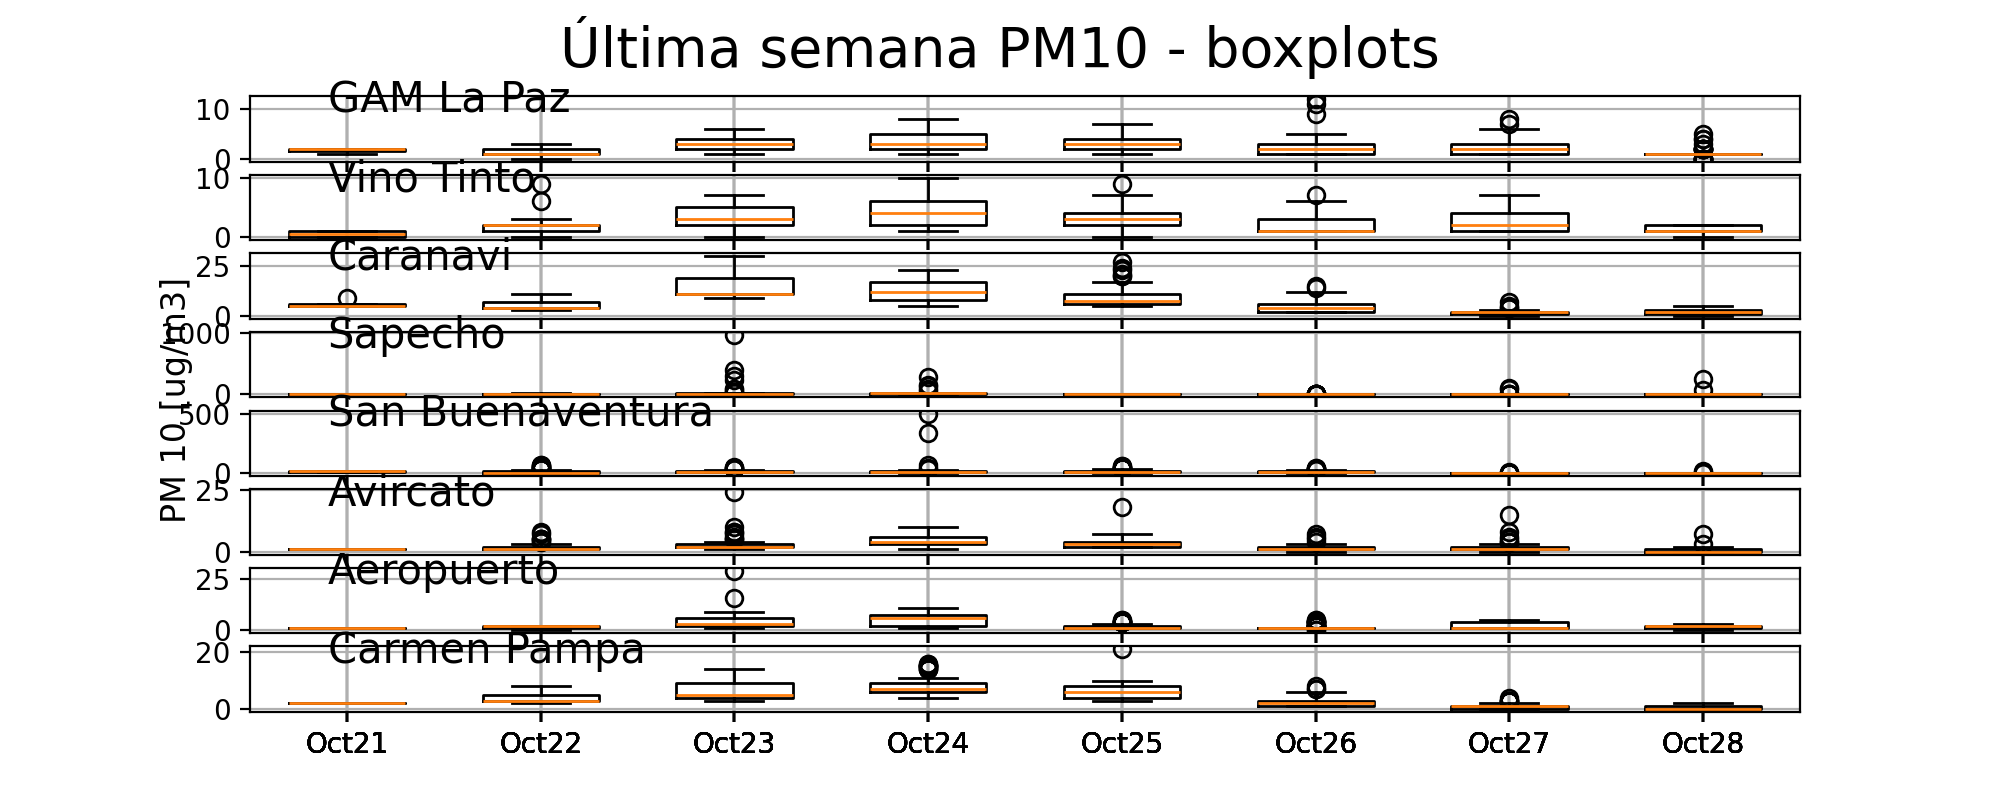 Última semana PM10 - boxplots
GAM La Paz
10
0
Vino Tinto
10
0
Caranavi
25
0
Sapecho
1000
0
San Buenaventura
500
0
Avircato
25
0
Aeropuerto
25
0
Carmen Pampa
20
0
PM 10 [ug/m3]
Oct21 Oct22 Oct23 Oct24 Oct25 Oct26 Oct27 Oct28